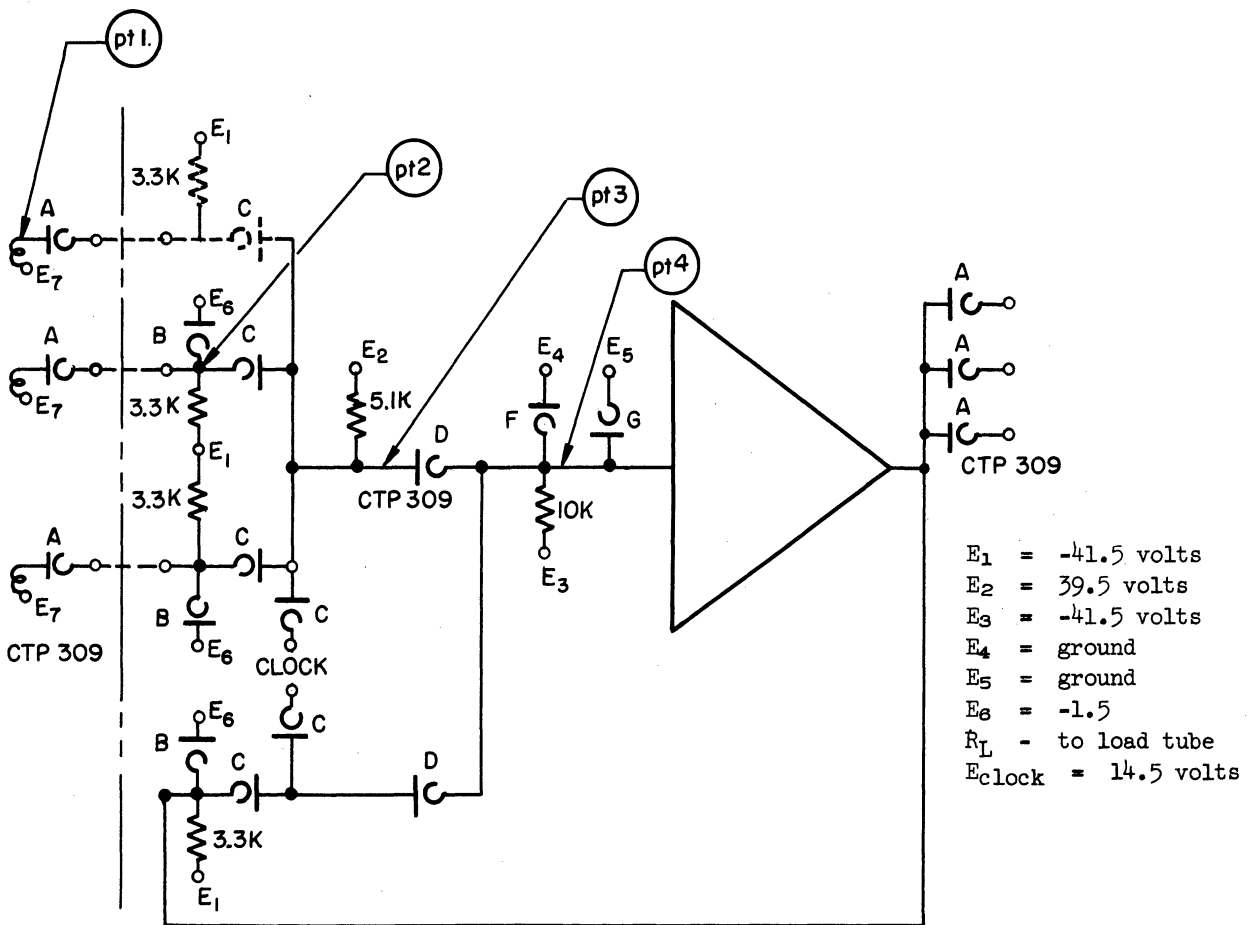 pt1.
E1
3.3K
pt2
A
C
E7
pt3
E6
B
C
A
E7
3.3K
E1
3.3K
E2
5.1K
D
CTP 309
pt4
E4
E5
F
G
10K
E3
A
A
A
CTP 309
A
C
E7
CTP 309
B
E6
C
CLOCK
C
E6
B
C
D
3.3K
E1
E1 = -41.5 volts
E2 = 39.5 volts
E3 = -41.5 volts
E4 = ground
E5 = ground
E6 = -1.5
RL - to load tube
Eclock = 14.5 volts